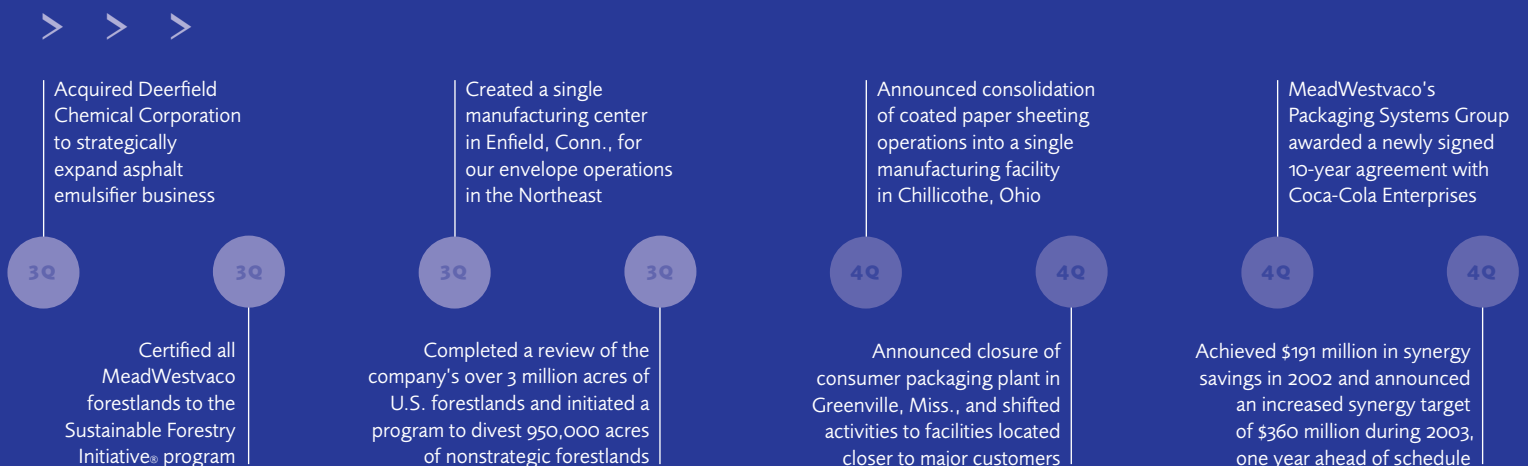 > > >
Acquired Deerfield
Chemical Corporation
to strategically
expand asphalt
emulsifier business
3Q
Certified all
MeadWestvaco
forestlands to the
Sustainable Forestry
Initiative® program
3Q
Created a single
manufacturing center
in Enfield, Conn., for
our envelope operations
in the Northeast
3Q
Completed a review of the
company's over 3 million acres of
U.S. forestlands and initiated a
program to divest 950,000 acres
of nonstrategic forestlands
3Q
Announced consolidation
of coated paper sheeting
operations into a single
manufacturing facility
in Chillicothe, Ohio
4Q
Announced closure of
consumer packaging plant in
Greenville, Miss., and shifted
activities to facilities located
closer to major customers
4Q
MeadWestvaco's
Packaging Systems Group
awarded a newly signed
10-year agreement with
Coca-Cola Enterprises
4Q
Achieved $191 million in synergy
savings in 2002 and announced
an increased synergy target
of $360 million during 2003,
one year ahead of schedule
4Q